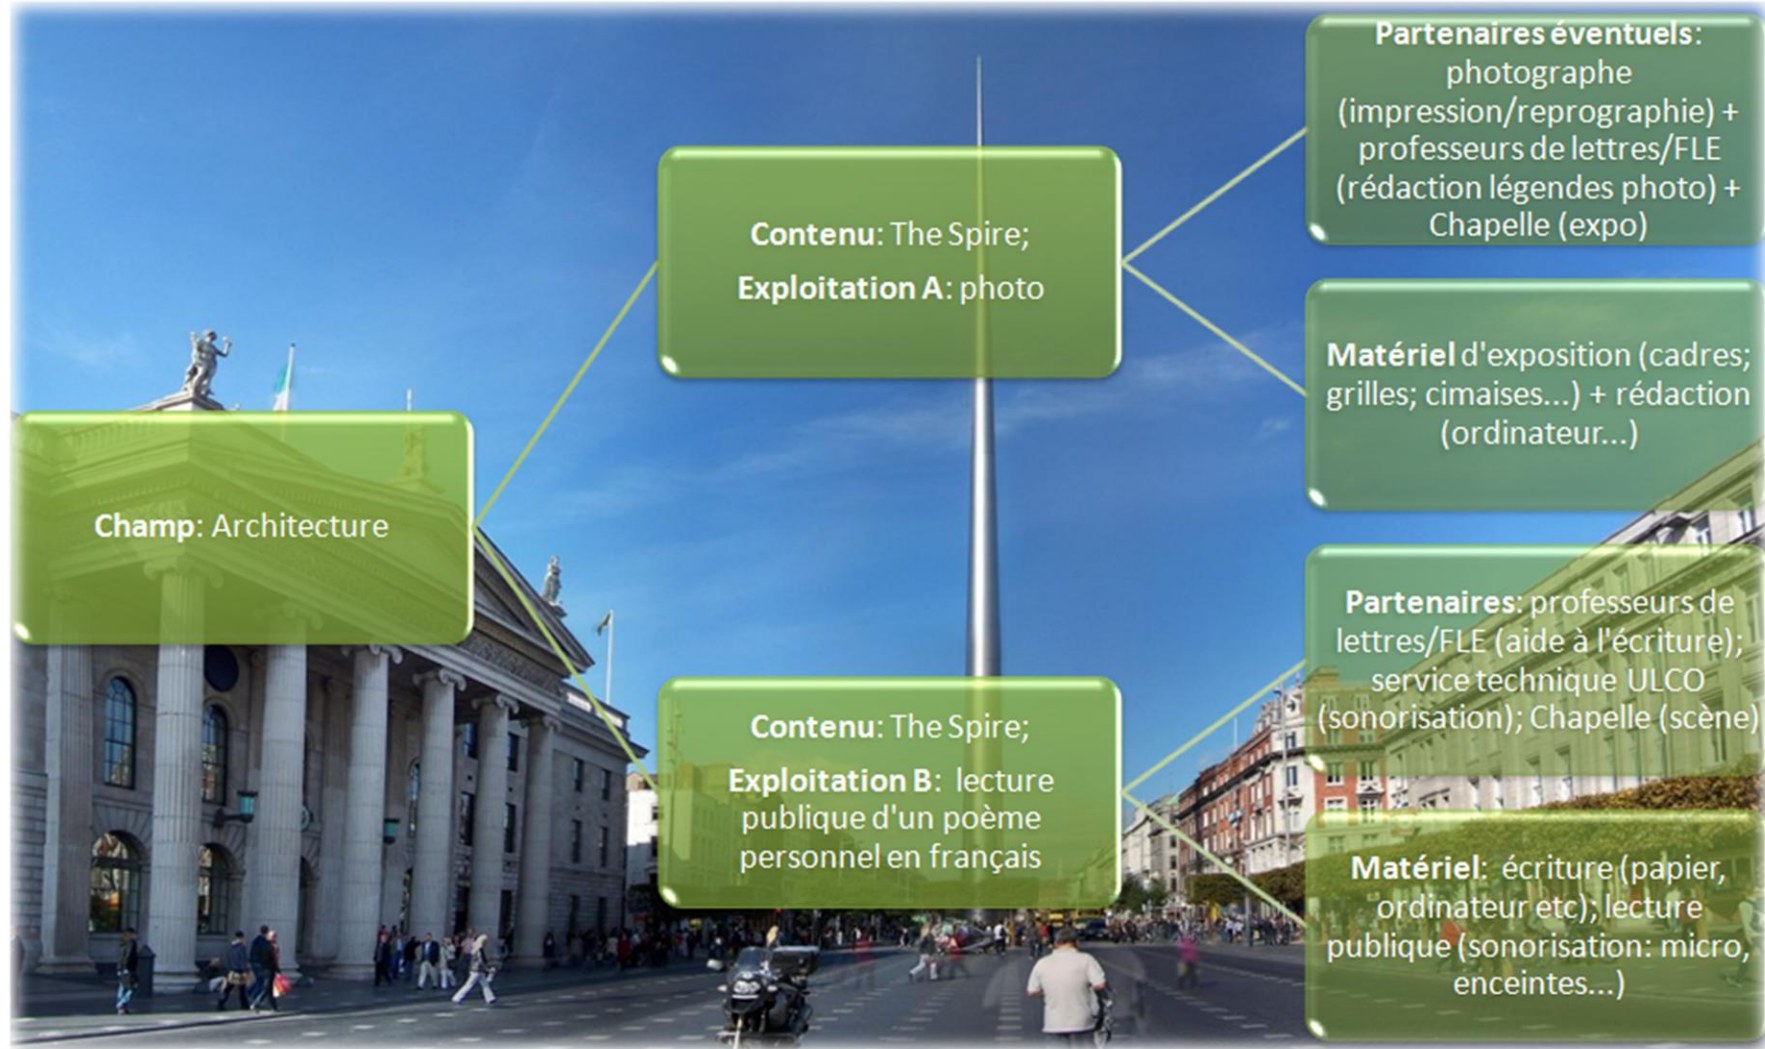 Champ: Architecture
Contenu: The Spire;
Exploitation A: photo
Contenu: The Spire;
Exploitation B:  lecture
publique d'un poème
personnel en français
Partenaires éventuels:
photographe
(impression/reprographie) +
professeurs de lettres/FLE
(rédaction légendes photo) +
Chapelle (expo)
Matériel d'exposition (cadres;
grilles; cimaises...) + rédaction
(ordinateur...)
Partenaires: professeurs de
lettres/FLE (aide à l'écriture);
service technique ULCO
(sonorisation); Chapelle (scène)
Matériel:  écriture (papier,
ordinateur etc); lecture
publique (sonorisation: micro,
enceintes...)